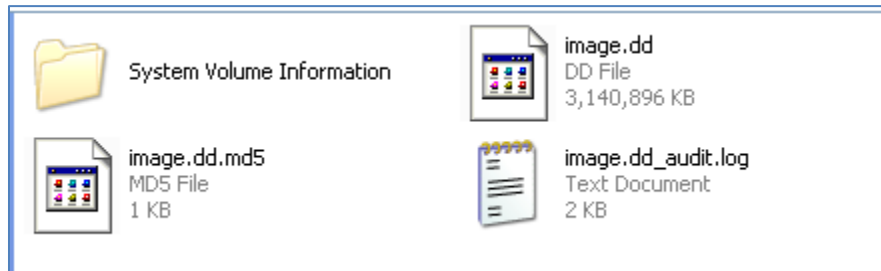 System Volume Information
image.dd
DD File
3,140,896 KB
image.dd.md5
MD5 File
1 KB
image.dd_audit.log
Text Document
2 KB